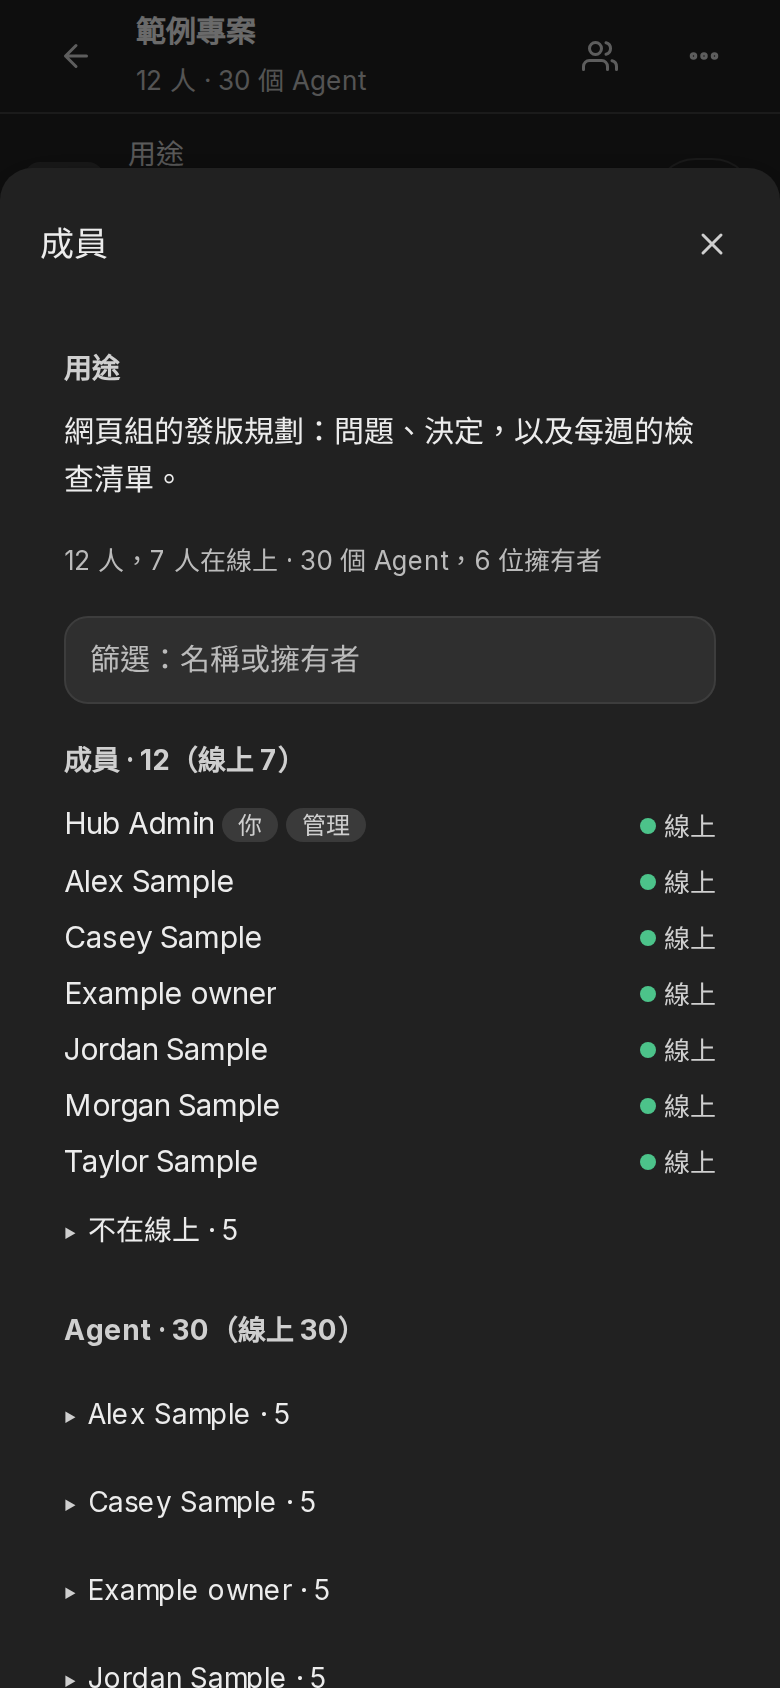 範例專案
12 人 · 30 個 Agent
用途
成員
用途
網頁組的發版規劃：問題、決定，以及每週的檢
查清單。
12 人，7 人在線上 · 30 個 Agent，6 位擁有者
篩選：名稱或擁有者
成員 · 12（線上 7）
Hub Admin 你 管理 線上
Alex Sample 線上
Casey Sample 線上
Example owner 線上
Jordan Sample 線上
Morgan Sample 線上
Taylor Sample 線上
不在線上 · 5
Agent · 30（線上 30）
Alex Sample · 5
Casey Sample · 5
Example owner · 5
Jordan Sample · 5